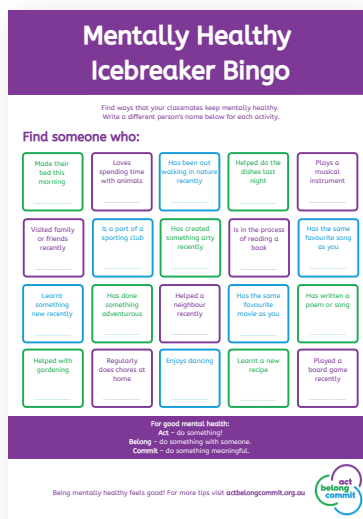 Mentally Healthy
Icebreaker Bingo
Find ways that your classmates keep mentally healthy.
Write a different person's name below for each activity.
Find someone who:
Made their
bed this
morning
Loves
spending time
with animals
Has been out
walking in nature
recently
Helped do the
dishes last
night
Plays a
musical
instrument
Visited family
or friends
recently
Is a part of a
sporting club
Has created
something arty
recently
Is in the process
of reading a
book
Has the same
favourite song
as you
Learnt
something
new recently
Has done
something
adventurous
Helped a
neighbour
recently
Has the same
favourite
movie as you
Has written a
poem or song
Helped with
gardening
Regularly
does chores at
home
Enjoys dancing
Learnt a new
recipe
Played a
board game
recently
For good mental health:
Act – do something!
Belong – do something with someone.
Commit – do something meaningful.
Being mentally healthy feels good! For more tips visit actbelongcommit.org.au
act
belong
commit